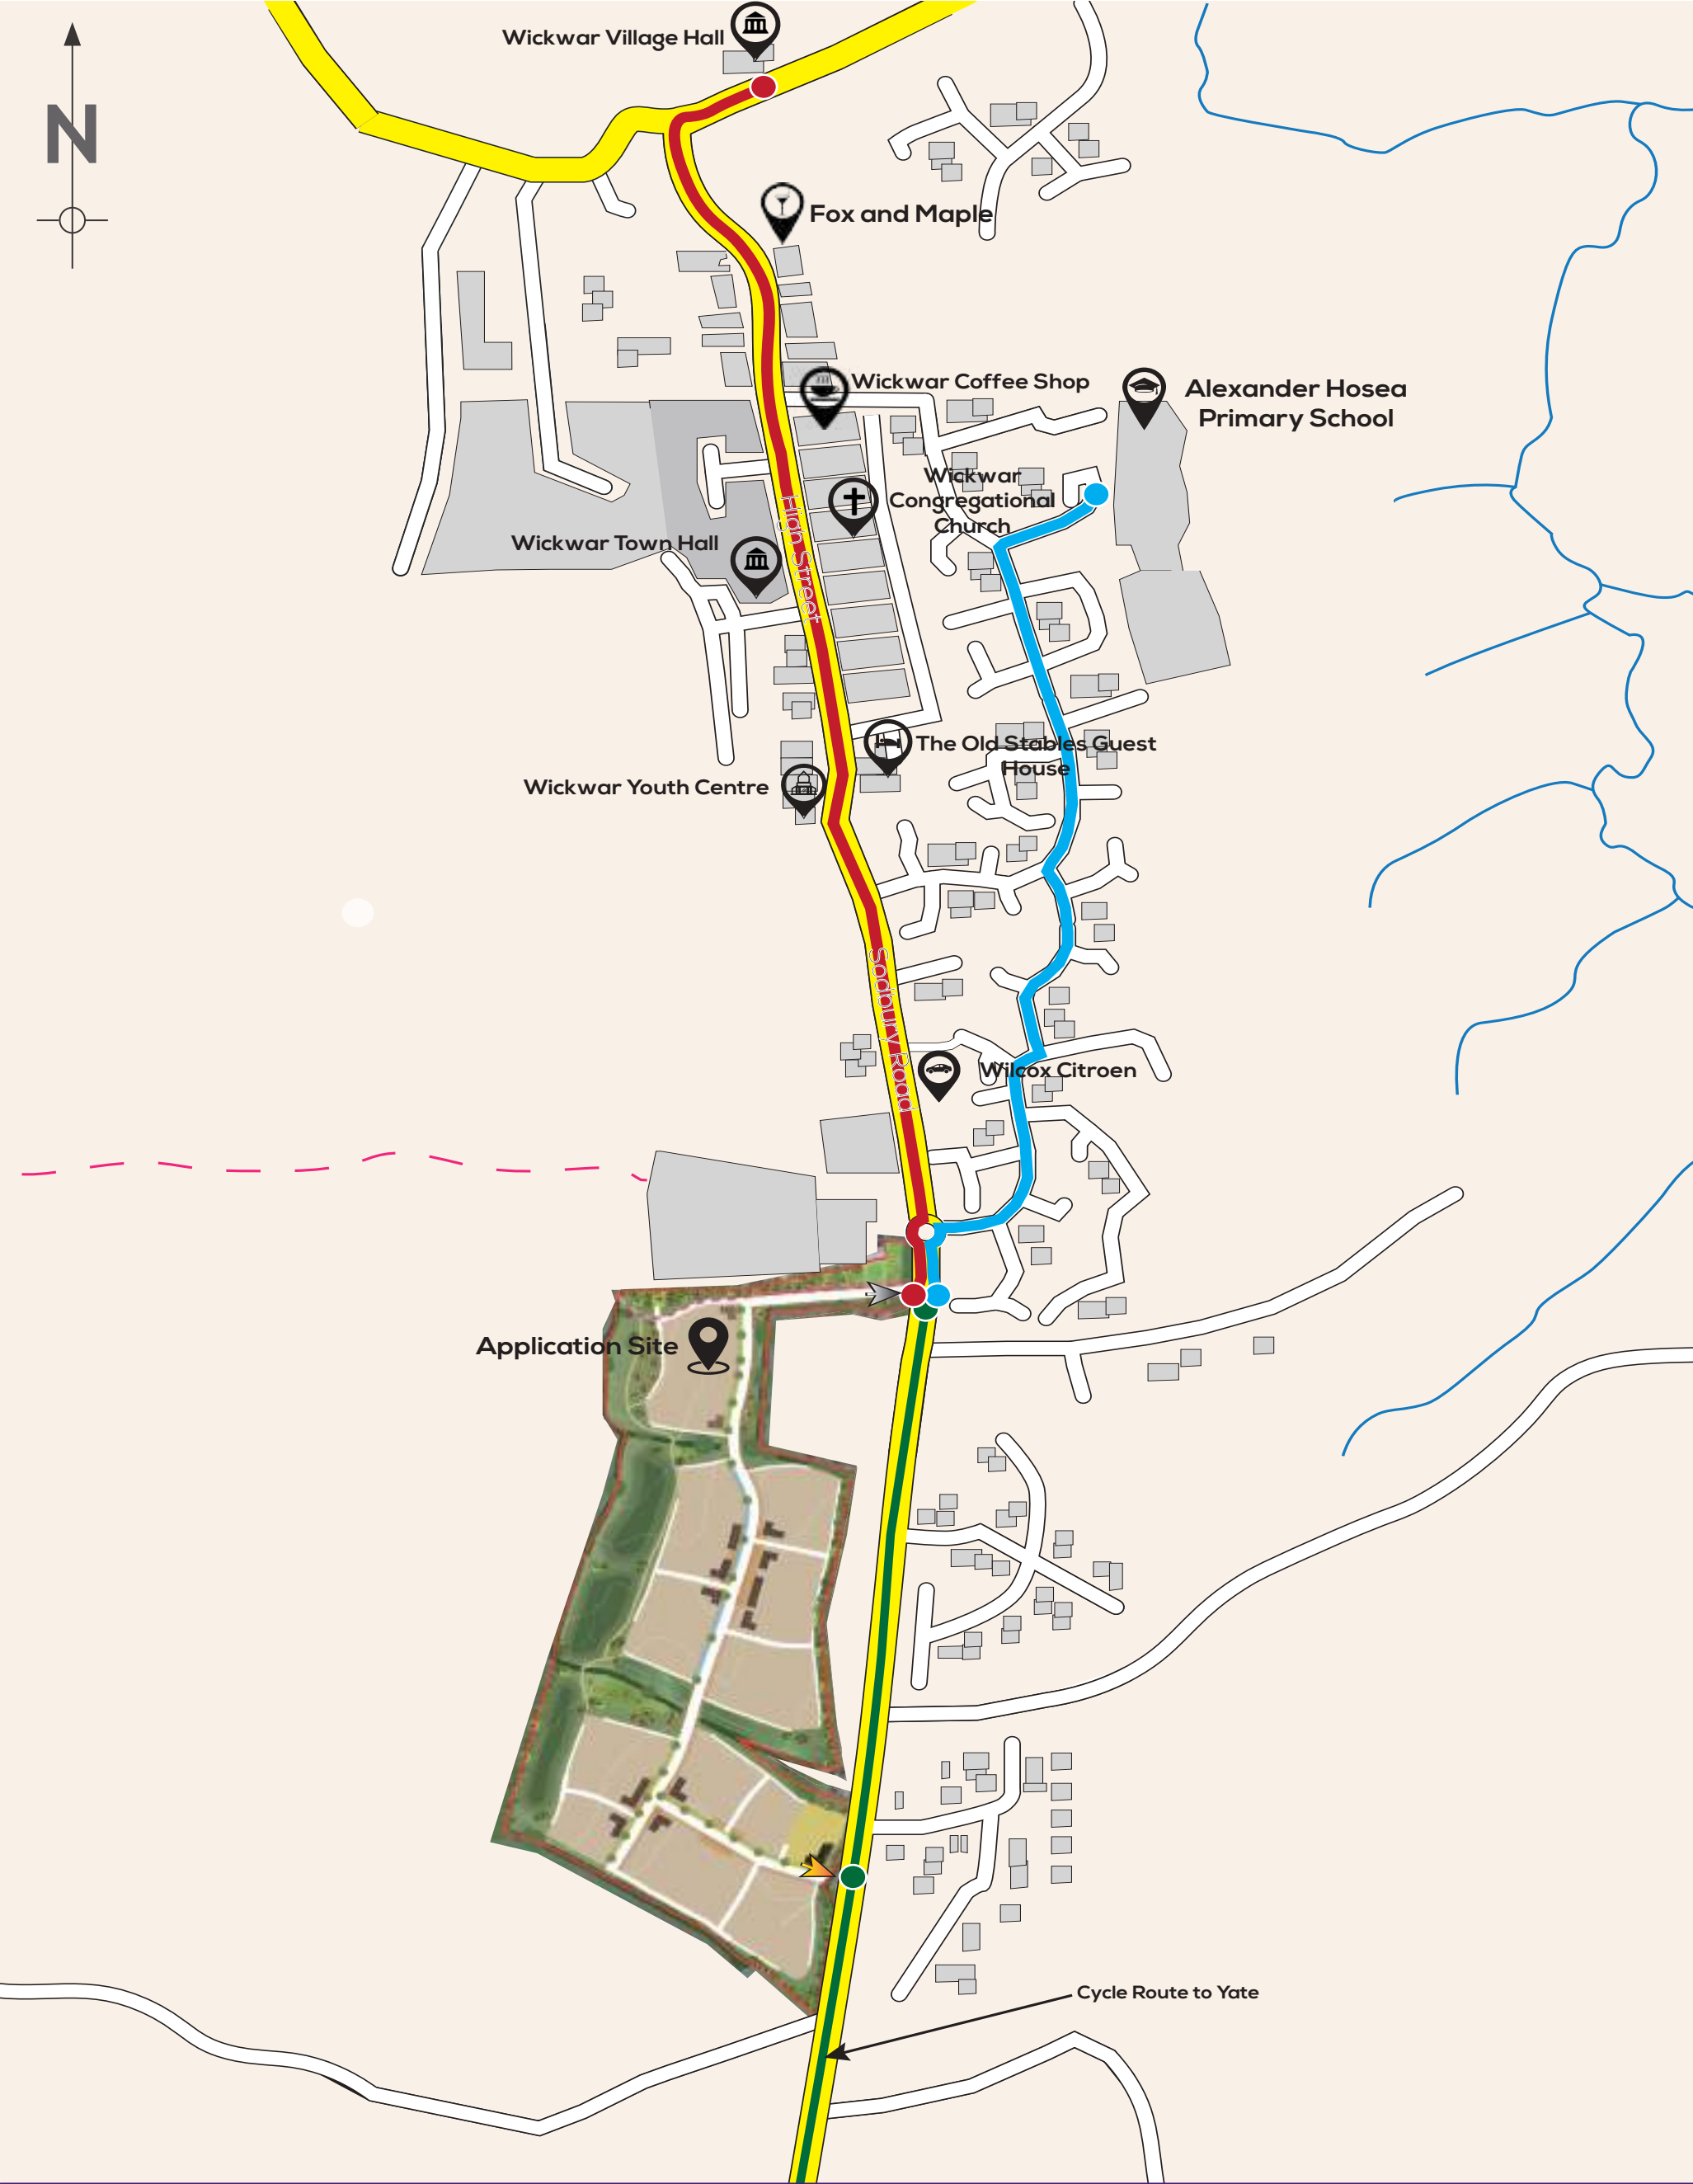 Wickwar Village Hall
N
Fox and Maple
Wickwar Coffee Shop
Alexander Hosea
Primary School
Wickwar
Congregational
Church
High Street
Wickwar Town Hall
The Old Stables Guest
House
Wickwar Youth Centre
Sodbury Road
Wilcox Citroen
Application Site
Cycle Route to Yate